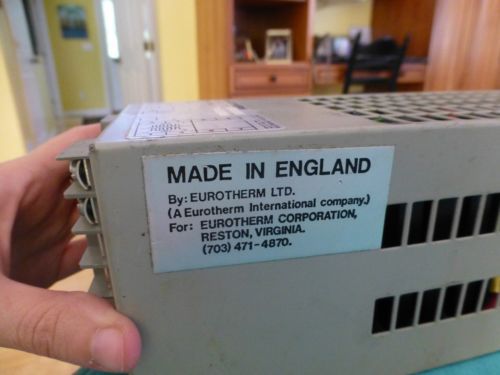 MADE IN ENGLAND
By: EUROTHERM LTD.
(A Eurotherm International company.)
For: EUROTHERM CORPORATION,
RESTON, VIRGINIA.
(703) 471-4870.